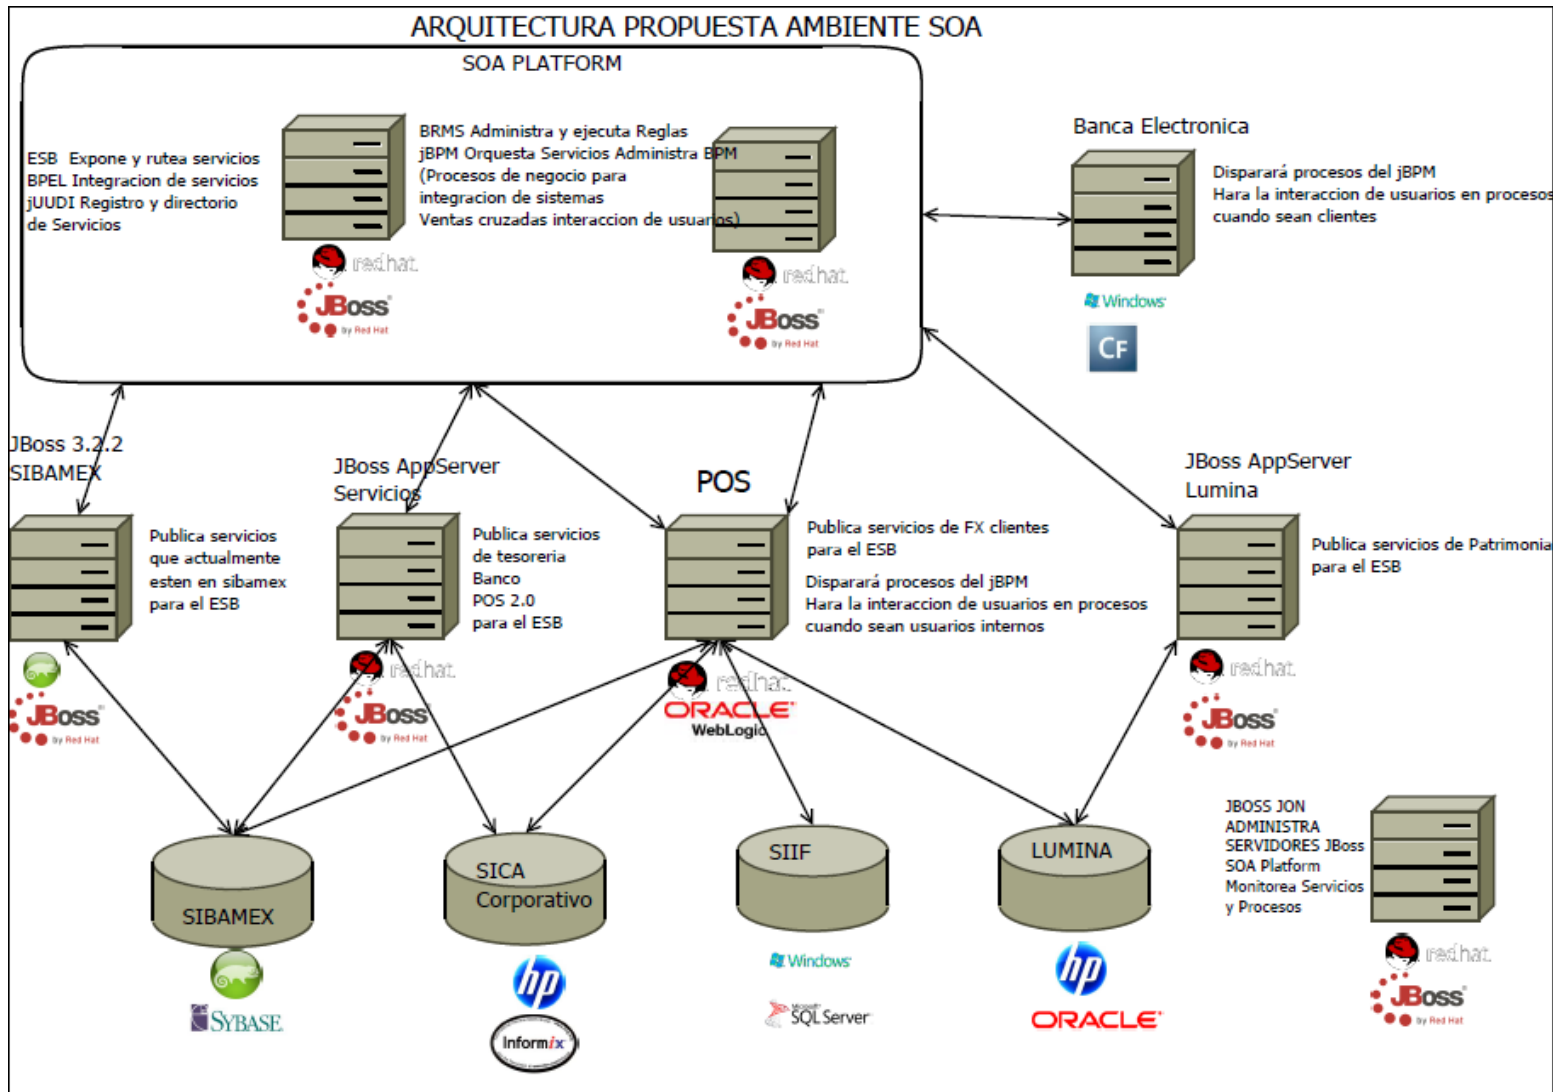 ARQUITECTURA PROPUESTA AMBIENTE SOA
SOA PLATFORM
ESB Expone y rutea servicios
BPEL Integracion de servicios
jUUDI Registro y directorio
de Servicios
redhat.
JBoss
by Red Hat
BRMS Administra y ejecuta Reglas
jBPM Orquesta Servicios Administra BPM
(Procesos de negocio para
integracion de sistemas
Ventas cruzadas interaccion de usuarios)
redhat.
JBoss
by Red Hat
Banca Electronica
Disparará procesos del jBPM
Hara la interaccion de usuarios en procesos
cuando sean clientes
Windows
CF
JBoss 3.2.2
SIBAMEX
Publica servicios
que actualmente
esten en sibamex
para el ESB
JBoss
by Red Hat
JBoss AppServer
Servicios
Publica servicios
de tesoreria
Banco
POS 2.0
para el ESB
redhat.
JBoss
by Red Hat
POS
Publica servicios de FX clientes
para el ESB
Disparará procesos del jBPM
Hara la interaccion de usuarios en procesos
cuando sean usuarios internos
redhat.
ORACLE
WebLogic
JBoss AppServer
Lumina
Publica servicios de Patrimonia
para el ESB
redhat.
JBoss
by Red Hat
SIBAMEX
SYBASE
SICA
Corporativo
hp
Informix
SIIF
Windows
Microsoft
SQL Server
LUMINA
hp
ORACLE
JBOSS JON
ADMINISTRA
SERVIDORES JBoss
SOA Platform
Monitorea Servicios
y Procesos
redhat.
JBoss
by Red Hat